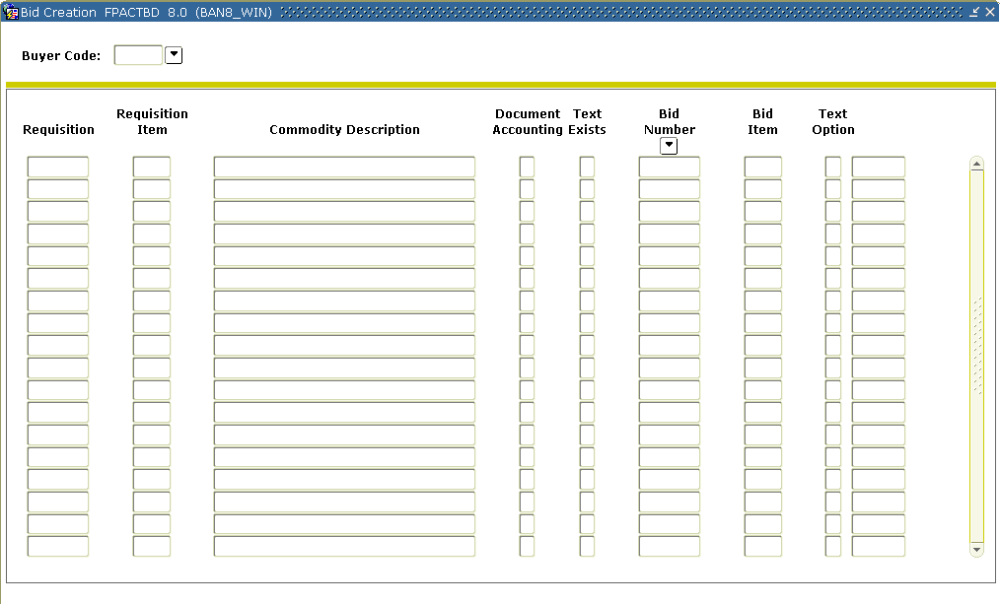 Bid Creation  FPACTBD  8.0  (BAN8_WIN)
Buyer Code:
Requisition Document Text Bid Bid Text
Requisition Item Commodity Description Accounting Exists Number Item Option